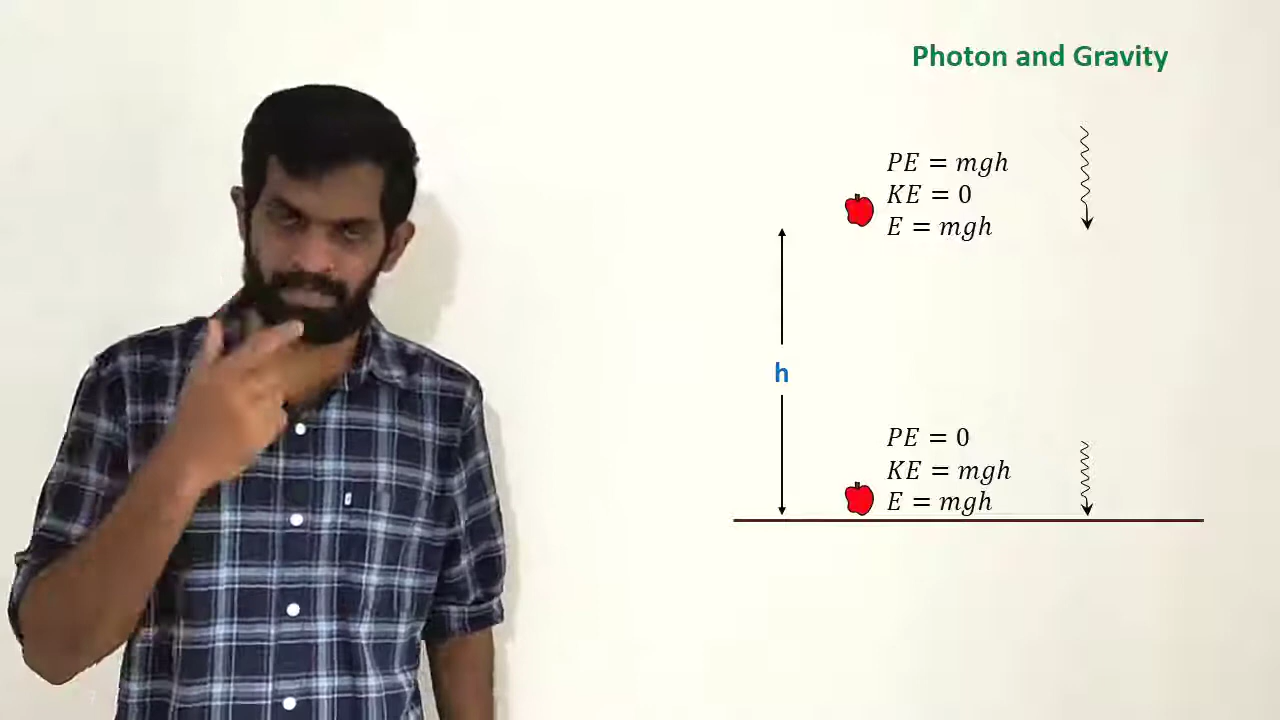 Photon and Gravity
PE = mgh
KE = 0
E = mgh
h
PE = 0
KE = mgh
E = mgh